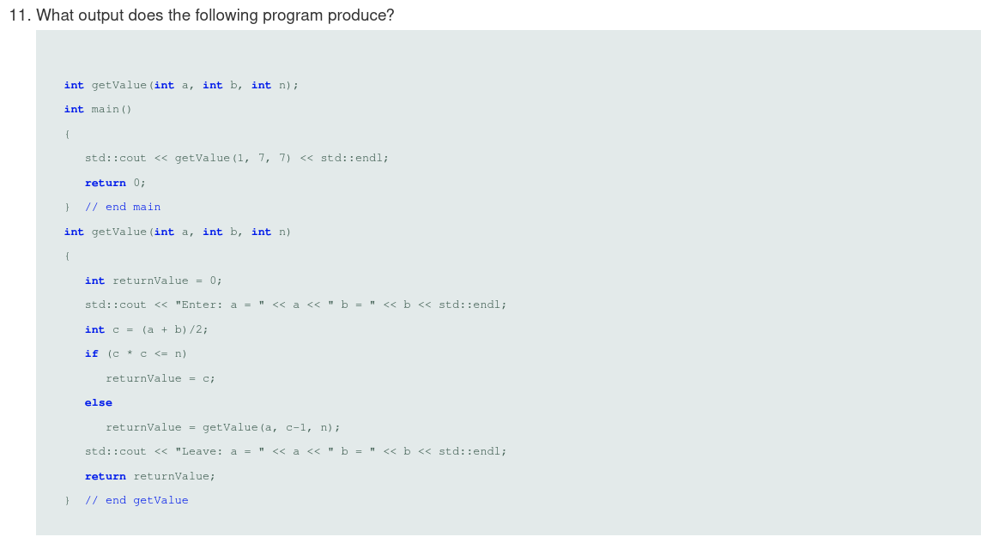 11. What output does the following program produce?
int getValue(int a, int b, int n);
int main()
{
   std::cout << getValue(1, 7, 7) << std::endl;
   return 0;
}  // end main
int getValue(int a, int b, int n)
{
   int returnValue = 0;
   std::cout << "Enter: a = " << a << " b = " << b << std::endl;
   int c = (a + b)/2;
   if (c * c <= n)
      returnValue = c;
   else
      returnValue = getValue(a, c-1, n);
   std::cout << "Leave: a = " << a << " b = " << b << std::endl;
   return returnValue;
}  // end getValue